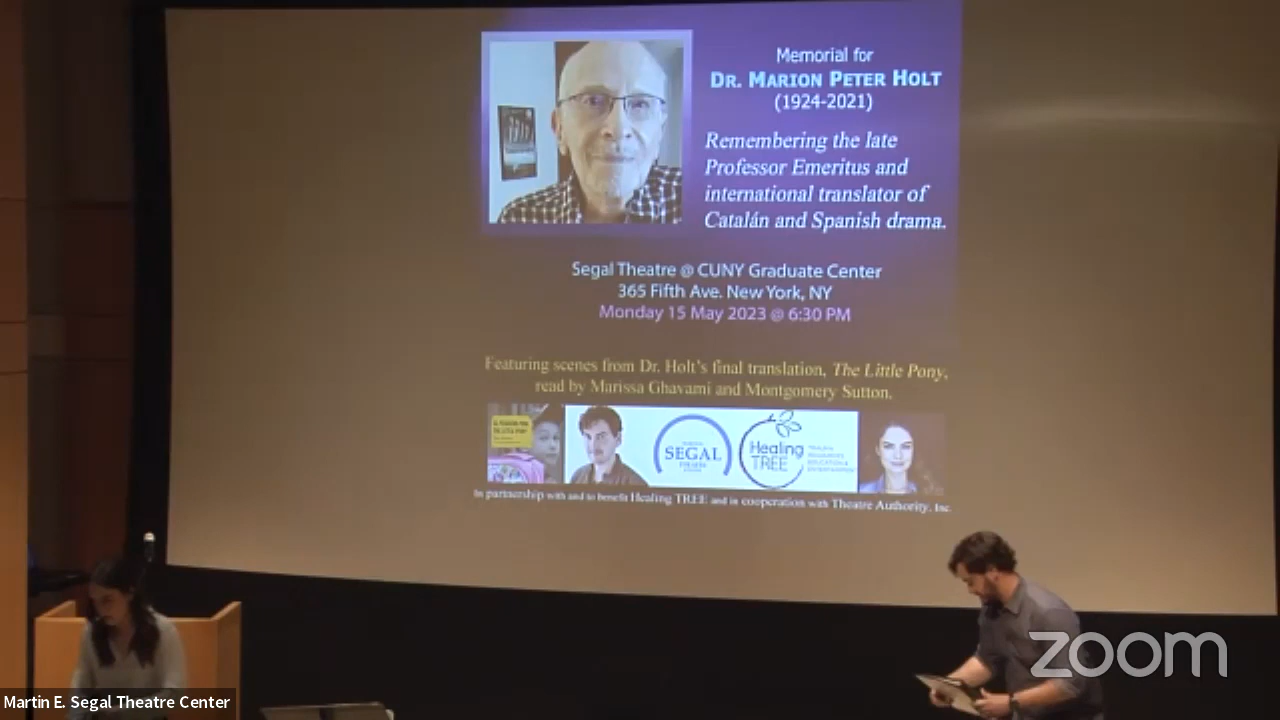 Memorial for
DR. MARION PETER HOLT
(1924-2021)
Remembering the late
Professor Emeritus and
international translator of
Catalán and Spanish drama.
Segal Theatre @ CUNY Graduate Center
365 Fifth Ave. New York, NY
Monday 15 May 2023 @ 6:30 PM
Featuring scenes from Dr. Holt's final translation, The Little Pony,
read by Marissa Ghavami and Montgomery Sutton.
SEGAL
Healing
TREE
In partnership with and to benefit Healing TREE and in cooperation with Theatre Authority, Inc.
zoom
Martin E. Segal Theatre Center